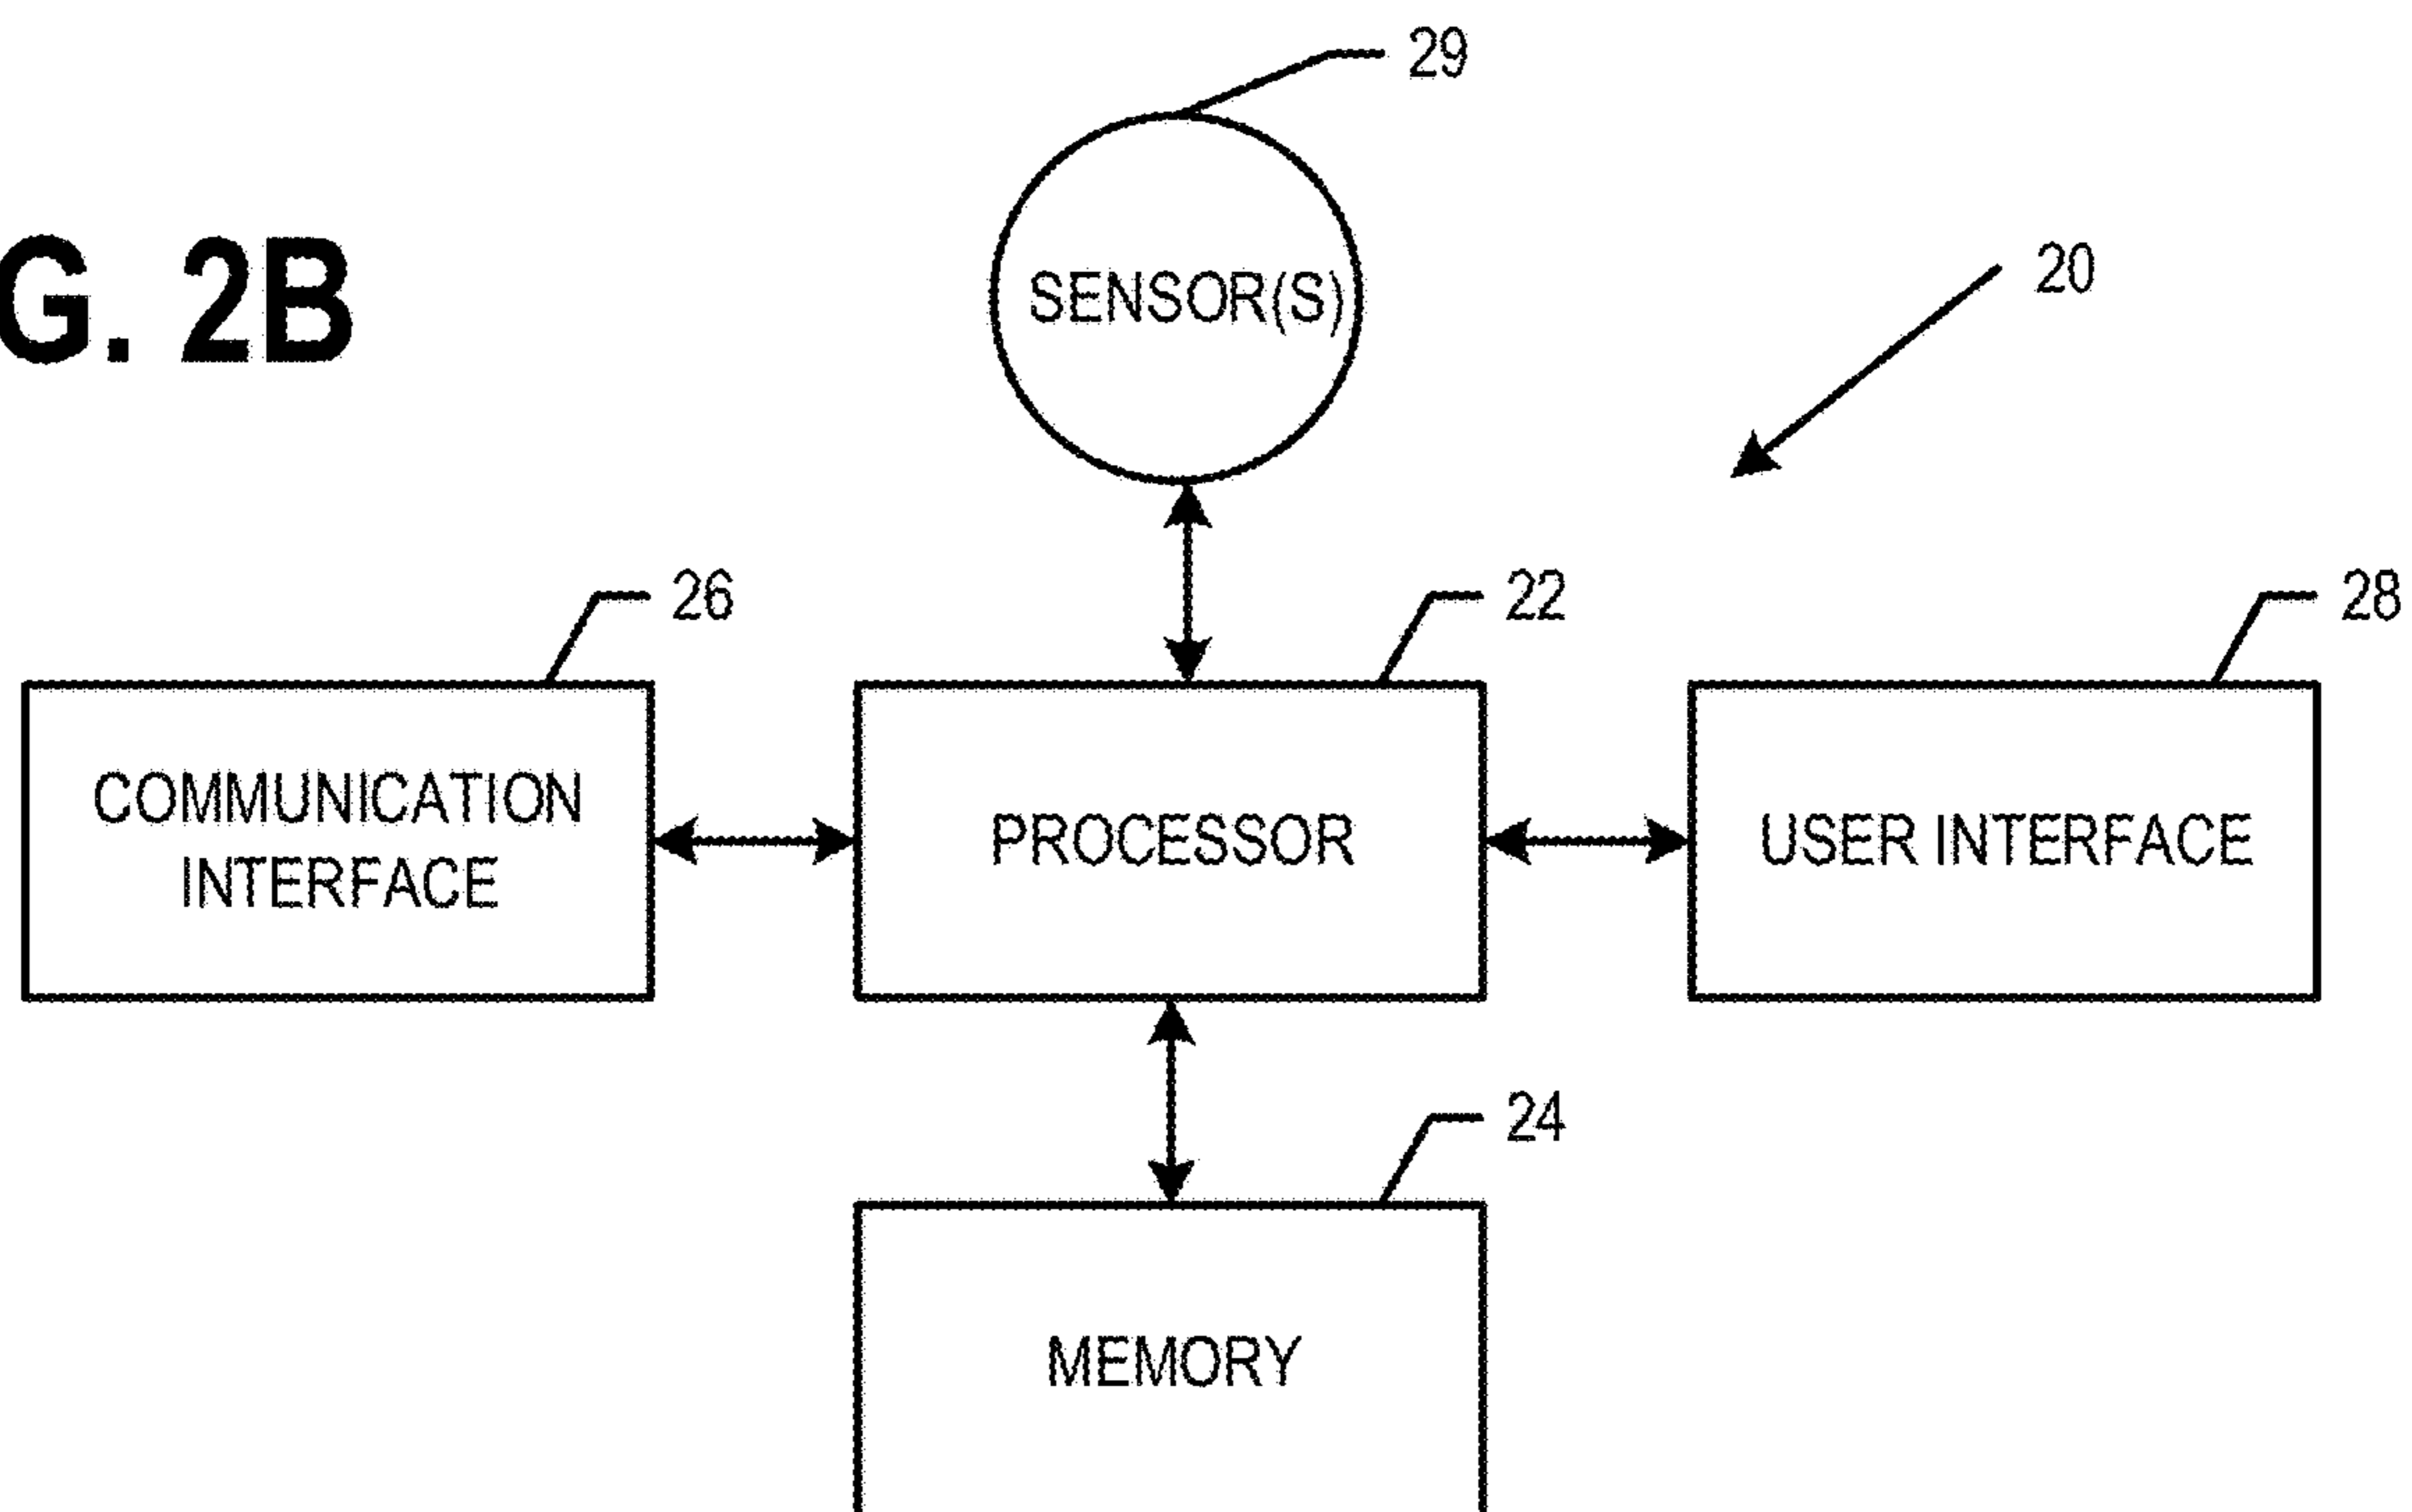 29
G. 2B
SENSOR(S)
20
26
22
28
COMMUNICATION
INTERFACE
PROCESSOR
USER INTERFACE
24
MEMORY